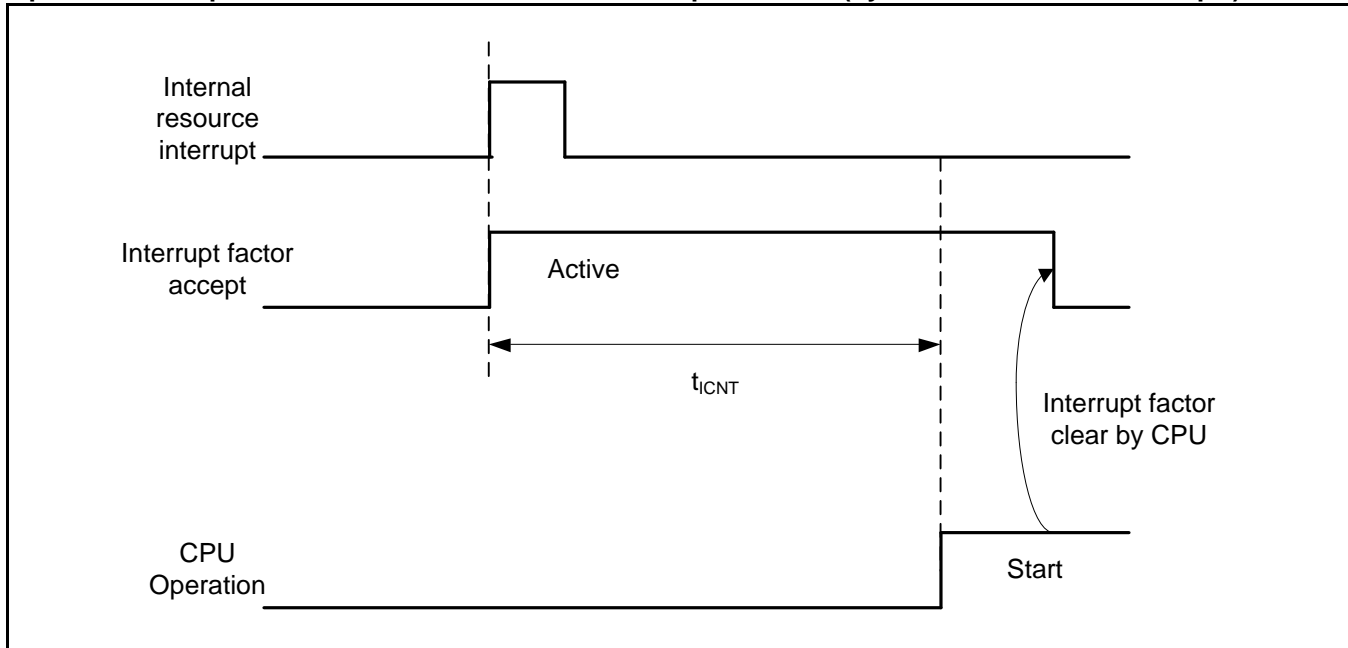 Internal
resource
interrupt
Interrupt factor
accept
Active
tICNT
Interrupt factor
clear by CPU
CPU
Operation
Start